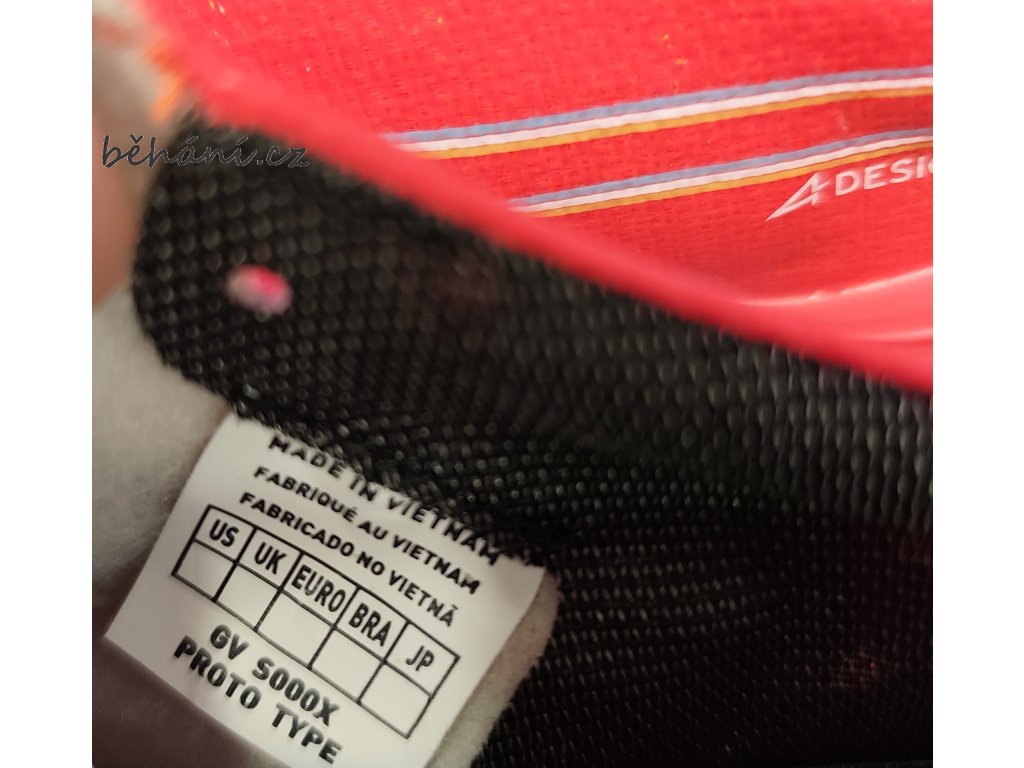 běhání.cz
DESIG
MADE IN VIETNAM
FABRIQUÉ AU VIETNAM
FABRICADO NO VIETNÃ
US UK EURO BRA JP
GV 5000X
PROTO TYPE